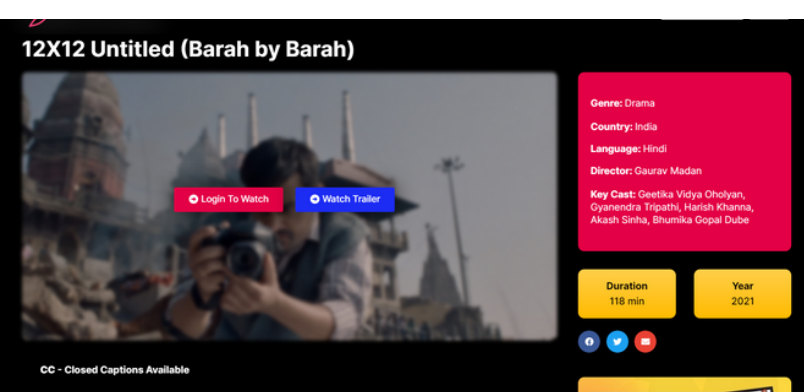 12X12 Untitled (Barah by Barah)
Login To Watch
Watch Trailer
CC - Closed Captions Available
Genre: Drama
Country: India
Language: Hindi
Director: Gaurav Madan
Key Cast: Geetika Vidya Oholyan,
Gyanendra Tripathi, Harish Khanna,
Akash Sinha, Bhumika Gopal Dube
Duration
118 min
Year
2021